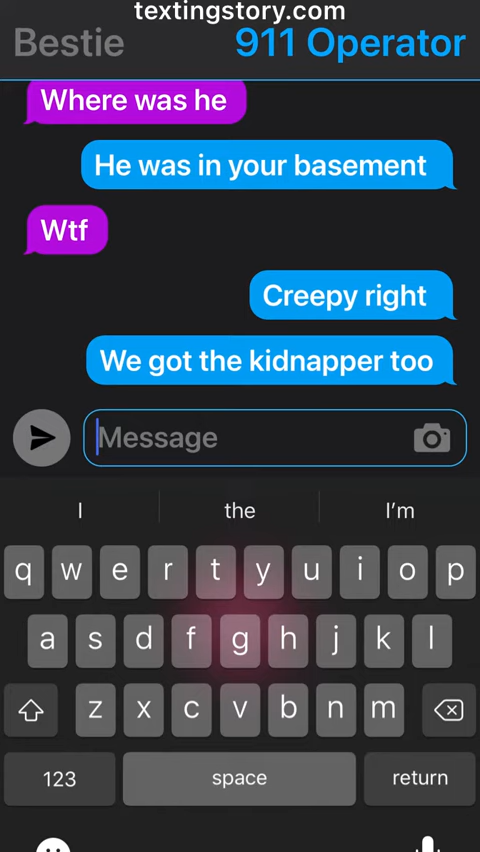 textingstory.com
Bestie 911 Operator
Where was he
He was in your basement
Wtf
Creepy right
We got the kidnapper too
Message
I the I’m
q w e r t y u i o p
a s d f g h j k l
z x c v b n m
123 space return